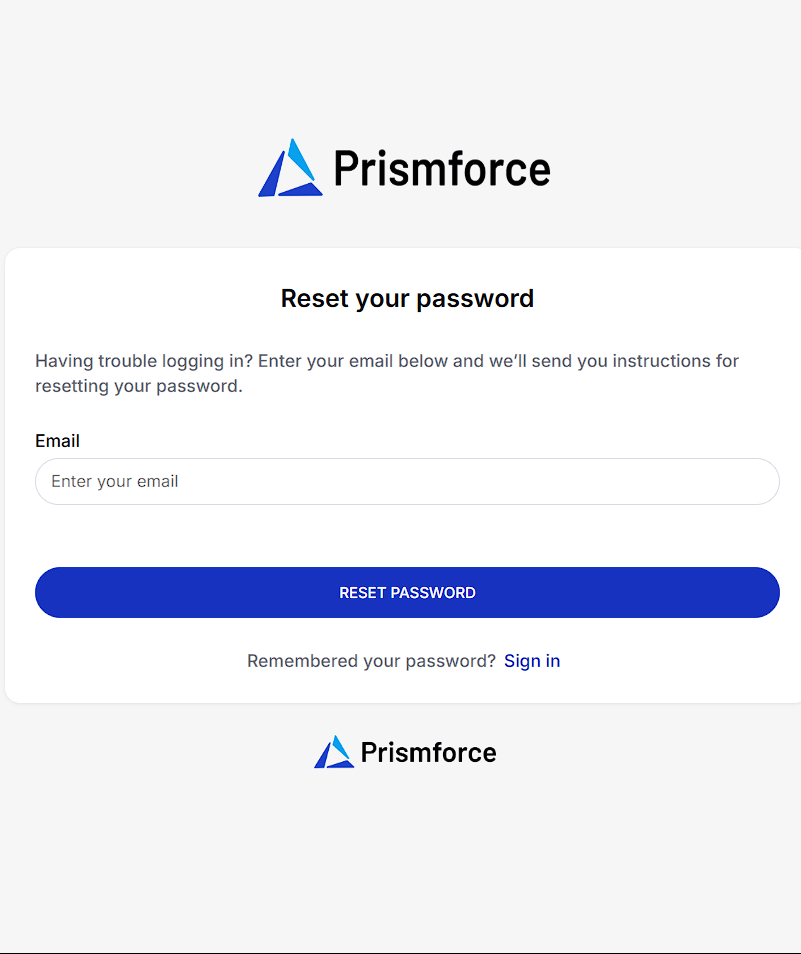 Prismforce
Reset your password
Having trouble logging in? Enter your email below and we’ll send you instructions for
resetting your password.
Email
Enter your email
RESET PASSWORD
Remembered your password? Sign in
Prismforce